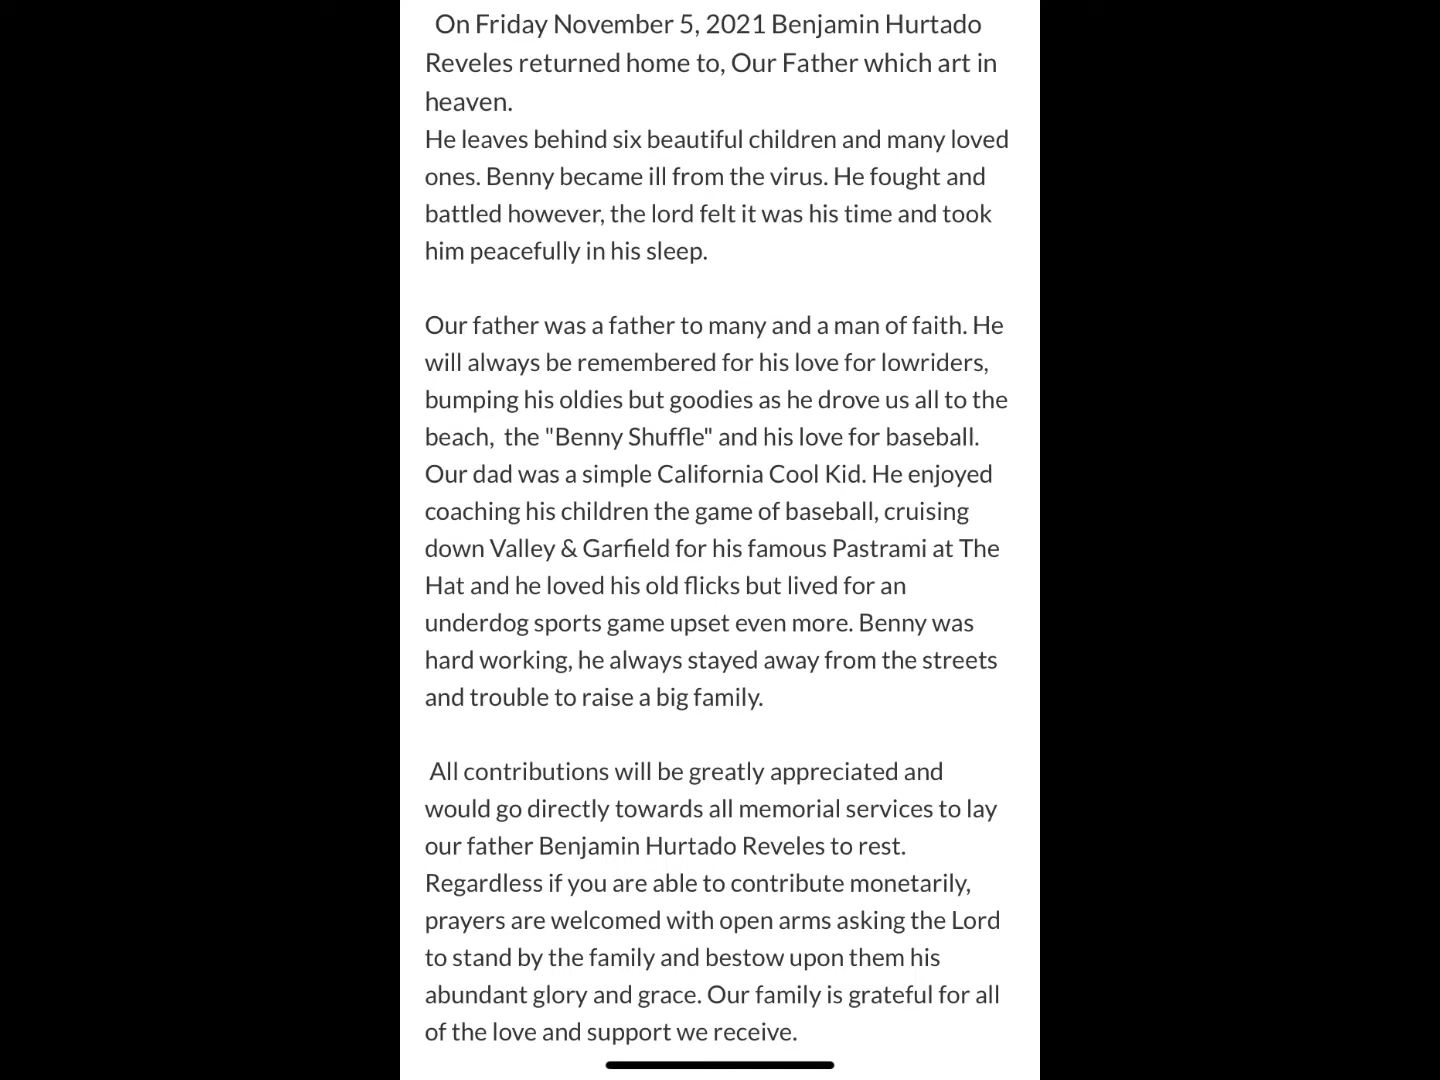 On Friday November 5, 2021 Benjamin Hurtado
Reveles returned home to, Our Father which art in
heaven.
He leaves behind six beautiful children and many loved
ones. Benny became ill from the virus. He fought and
battled however, the lord felt it was his time and took
him peacefully in his sleep.
Our father was a father to many and a man of faith. He
will always be remembered for his love for lowriders,
bumping his oldies but goodies as he drove us all to the
beach,  the "Benny Shuffle" and his love for baseball.
Our dad was a simple California Cool Kid. He enjoyed
coaching his children the game of baseball, cruising
down Valley & Garfield for his famous Pastrami at The
Hat and he loved his old flicks but lived for an
underdog sports game upset even more. Benny was
hard working, he always stayed away from the streets
and trouble to raise a big family.
All contributions will be greatly appreciated and
would go directly towards all memorial services to lay
our father Benjamin Hurtado Reveles to rest.
Regardless if you are able to contribute monetarily,
prayers are welcomed with open arms asking the Lord
to stand by the family and bestow upon them his
abundant glory and grace. Our family is grateful for all
of the love and support we receive.